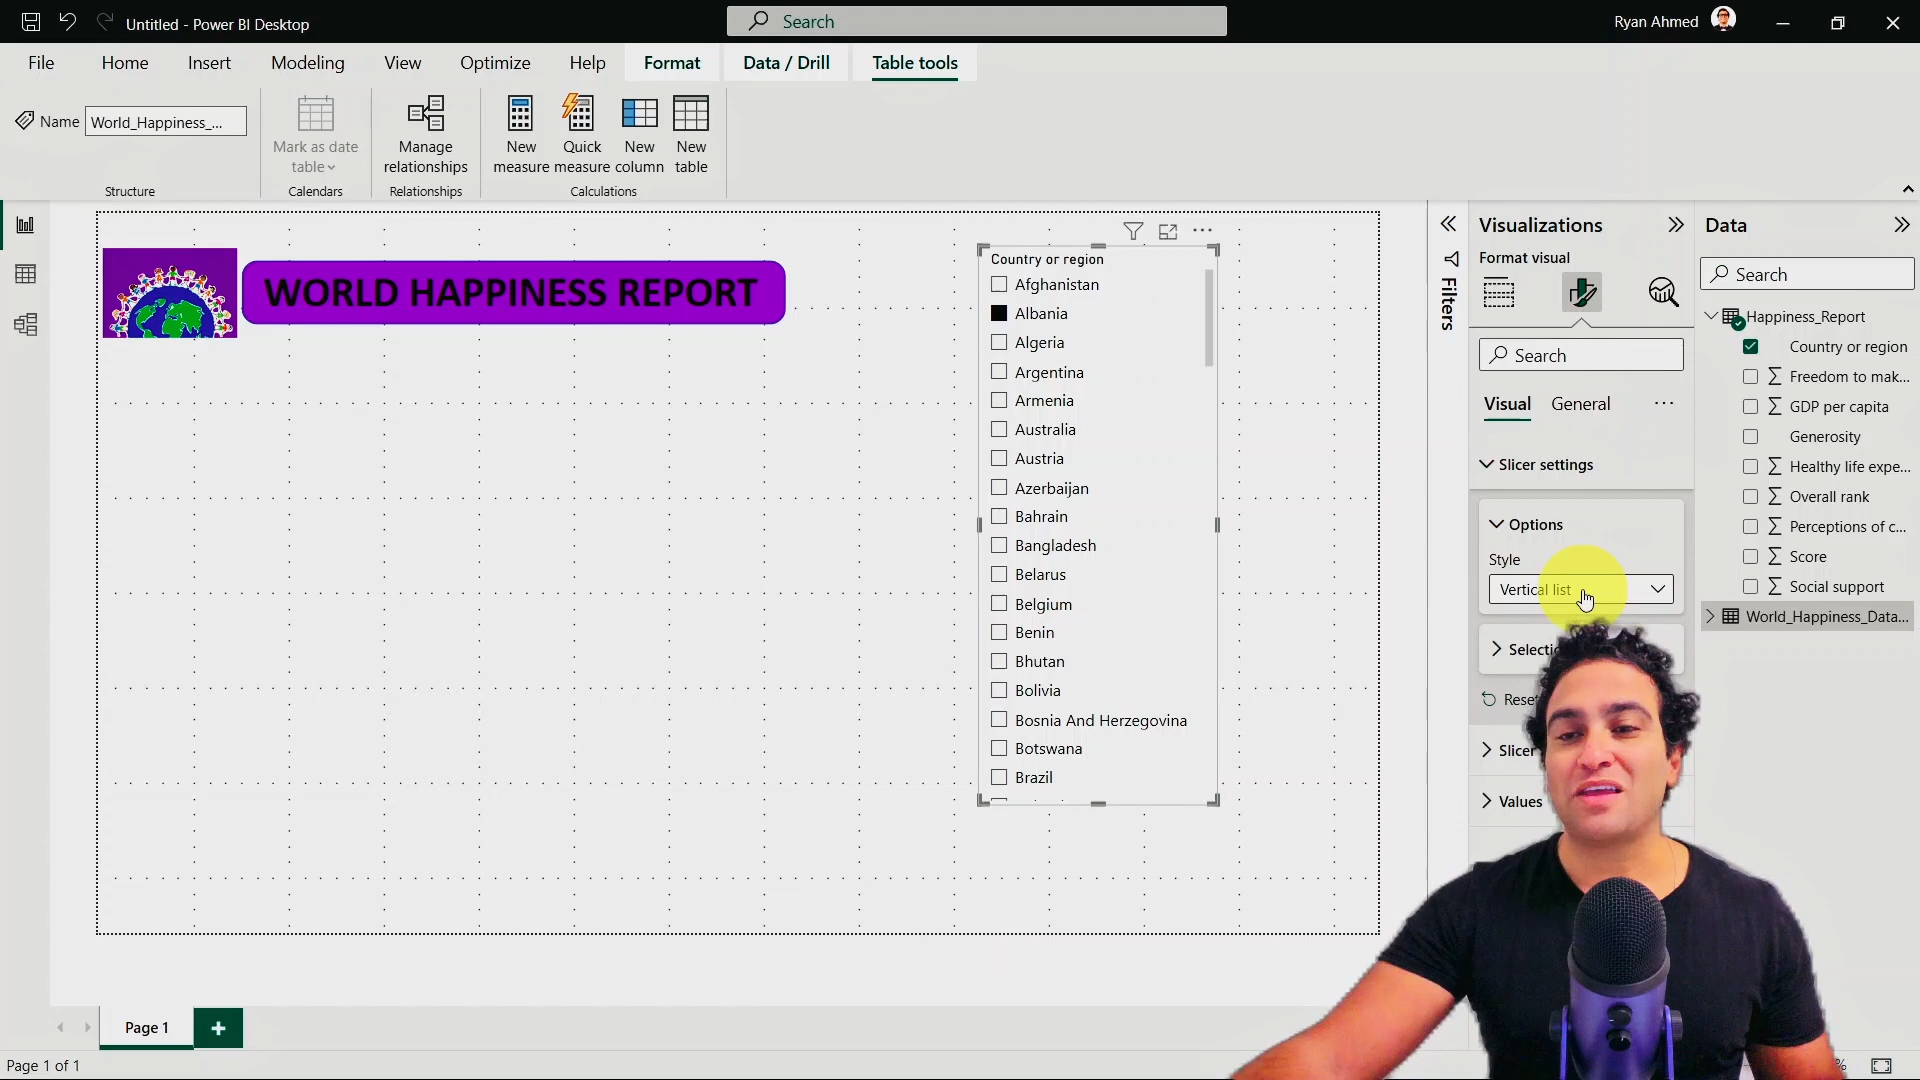 Untitled - Power BI Desktop
Search
Ryan Ahmed
File
Home
Insert
Modeling
View
Optimize
Help
Format
Data / Drill
Table tools
Name
World_Happiness_...
Structure
Mark as date
table
Calendars
Manage
relationships
Relationships
New
measure
Quick
measure
New
column
New
table
Calculations
WORLD HAPPINESS REPORT
Country or region
Afghanistan
Albania
Algeria
Argentina
Armenia
Australia
Austria
Azerbaijan
Bahrain
Bangladesh
Belarus
Belgium
Benin
Bhutan
Bolivia
Bosnia And Herzegovina
Botswana
Brazil
Filters
Visualizations
Format visual
Search
Visual
General
Slicer settings
Options
Style
Vertical list
Slicer
Values
Data
Search
Happiness_Report
Country or region
Freedom to mak...
GDP per capita
Generosity
Healthy life expe...
Overall rank
Perceptions of c...
Score
Social support
World_Happiness_Data...
Page 1
Page 1 of 1